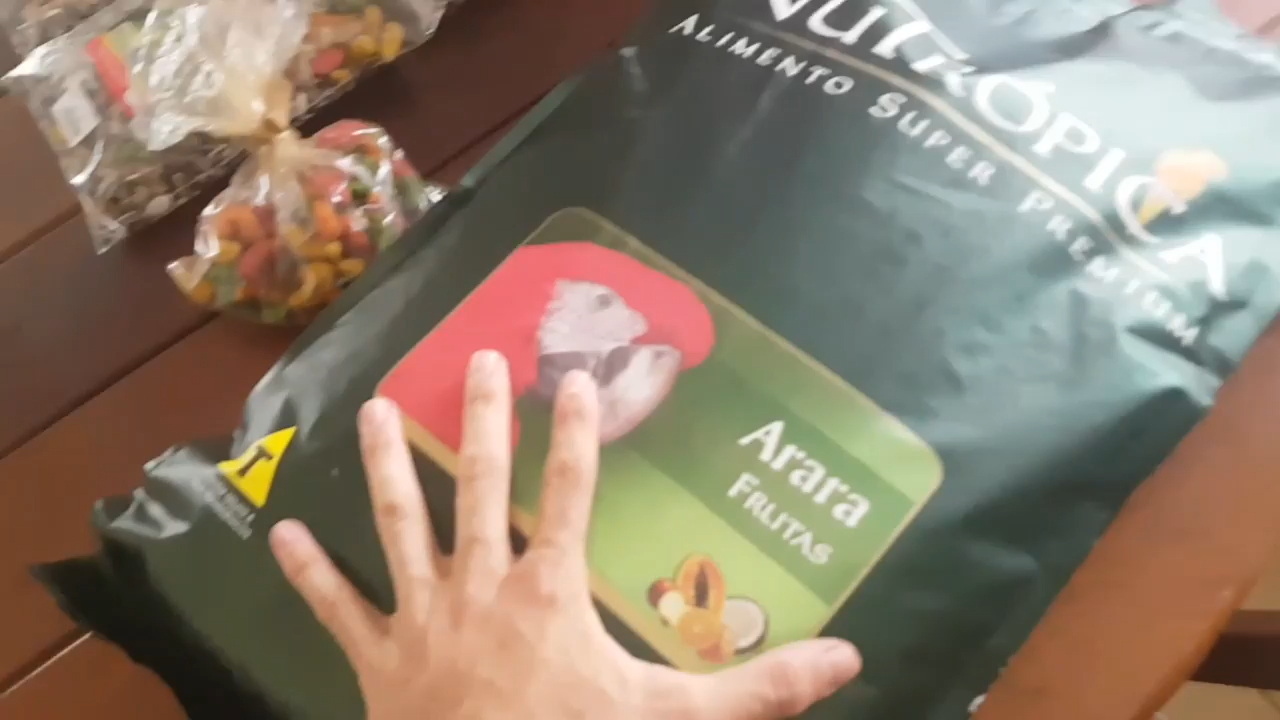 NUTRÓPICA
ALIMENTO SUPER PREMIUM
Arara
FRUTAS
T